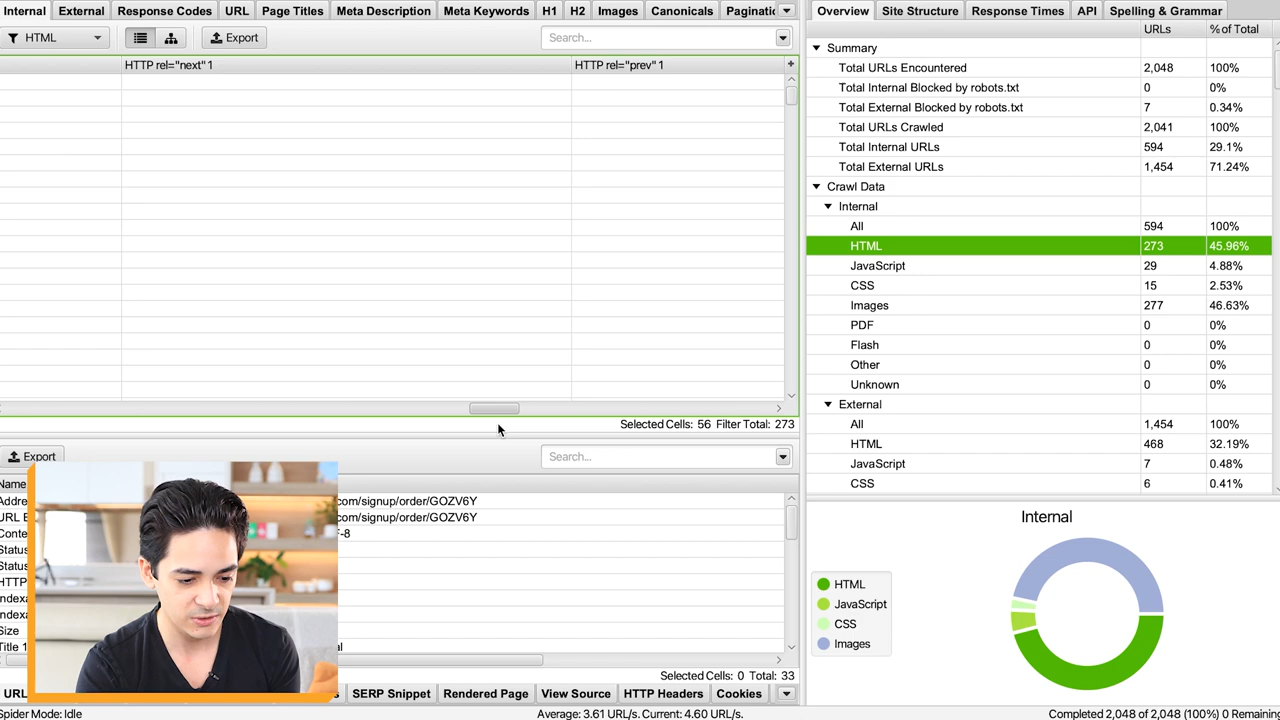 Internal External Response Codes URL Page Titles Meta Description Meta Keywords H1 H2 Images Canonicals
HTML Export Search...
HTTP rel="next" 1 HTTP rel="prev" 1 +
Selected Cells: 56 Filter Total: 273
Export Search...
Name
com/signup/order/GOZV6Y
com/signup/order/GOZV6Y
Status
HTTP
Size
Title 1
Selected Cells: 0 Total: 33
URL SERP Snippet Rendered Page View Source HTTP Headers Cookies
Overview Site Structure Response Times API Spelling & Grammar
URLs % of Total
Summary
Total URLs Encountered 2,048 100%
Total Internal Blocked by robots.txt 0 0%
Total External Blocked by robots.txt 7 0.34%
Total URLs Crawled 2,041 100%
Total Internal URLs 594 29.1%
Total External URLs 1,454 71.24%
Crawl Data
Internal
All 594 100%
HTML 273 45.96%
JavaScript 29 4.88%
CSS 15 2.53%
Images 277 46.63%
PDF 0 0%
Flash 0 0%
Other 0 0%
Unknown 0 0%
External
All 1,454 100%
HTML 468 32.19%
JavaScript 7 0.48%
CSS 6 0.41%
Internal
HTML
JavaScript
CSS
Images
Spider Mode: Idle Average: 3.61 URL/s. Current: 4.60 URL/s. Completed 2,048 of 2,048 (100%) 0 Remaining